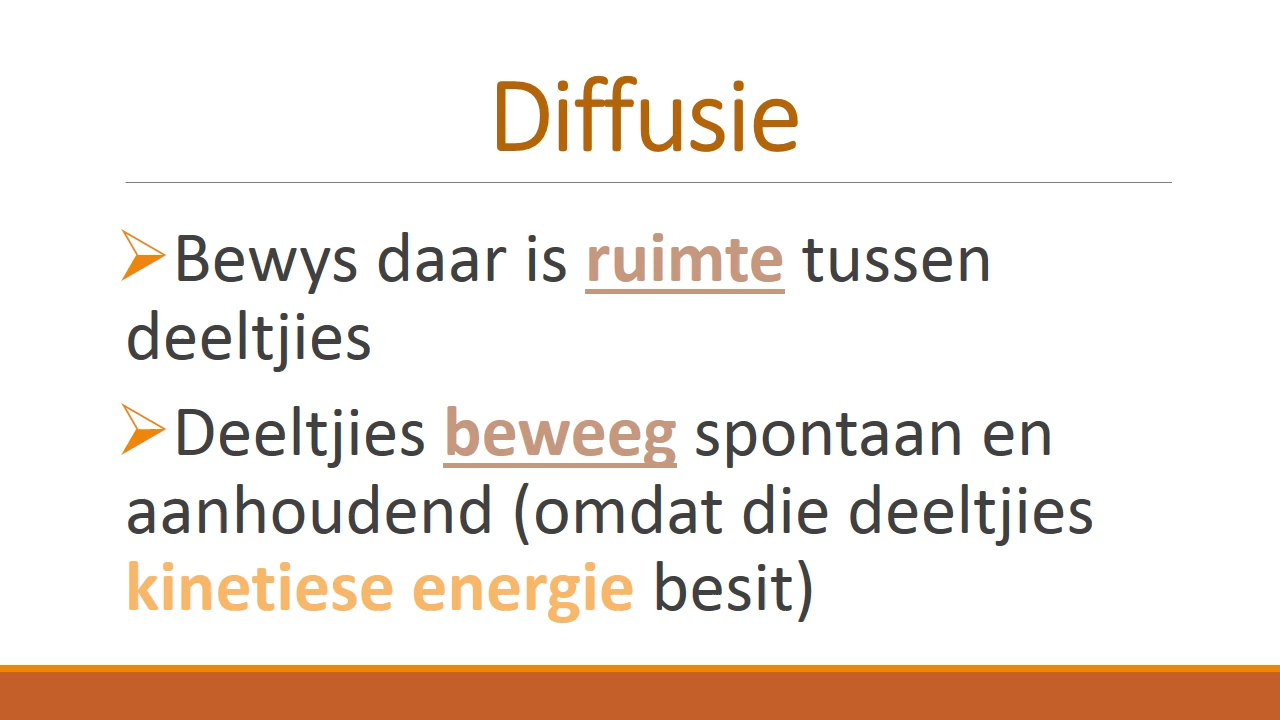 Diffusie
➢Bewys daar is ruimte tussen
deeltjies
➢Deeltjies beweeg spontaan en
aanhoudend (omdat die deeltjies
kinetiese energie besit)